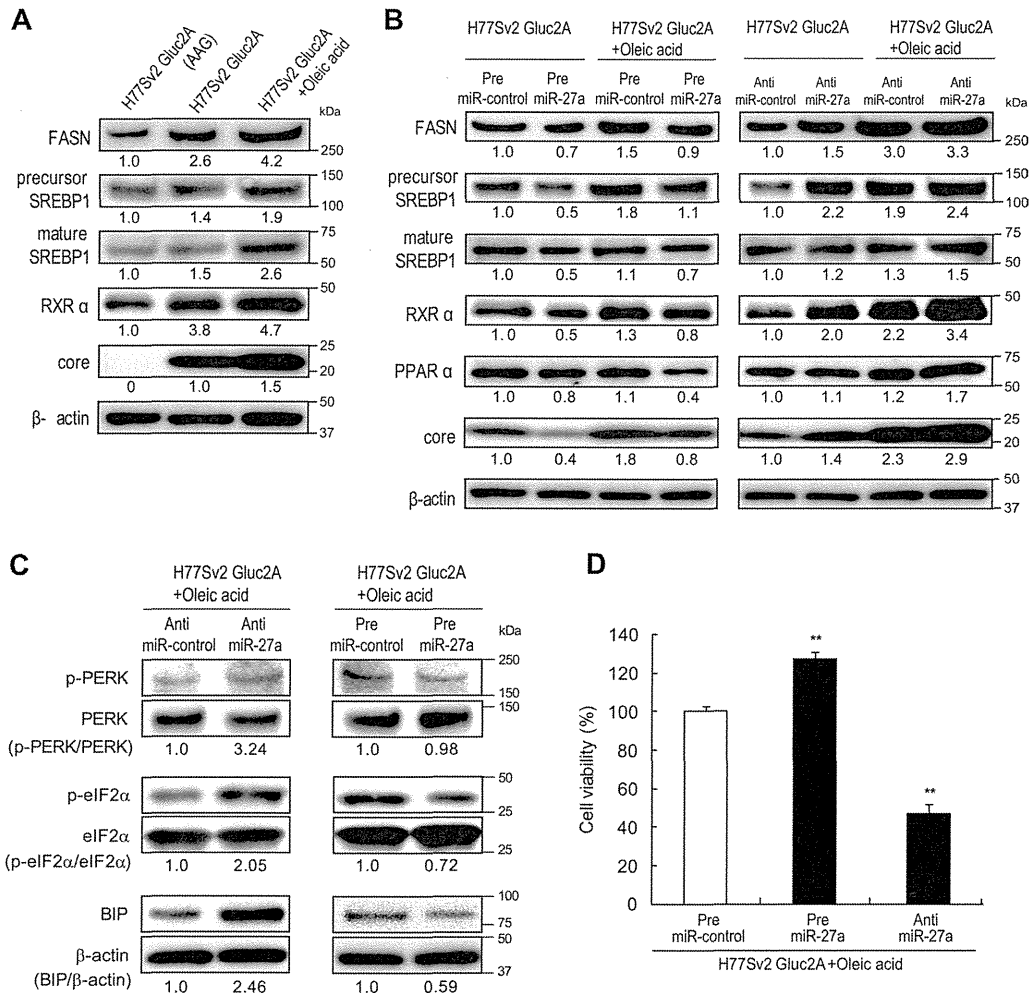 A
H77Sv2 Gluc2A
(AAG)
H77Sv2 Gluc2A
H77Sv2 Gluc2A
+Oleic acid
kDa
FASN
250
1.0 2.6 4.2
precursor
SREBP1
150
100
1.0 1.4 1.9
mature
SREBP1
75
50
1.0 1.5 2.6
RXR α
50
1.0 3.8 4.7
core
25
20
0 1.0 1.5
β- actin
50
37
B
H77Sv2 Gluc2A
H77Sv2 Gluc2A
+Oleic acid
H77Sv2 Gluc2A
H77Sv2 Gluc2A
+Oleic acid
Pre
miR-control
Pre
miR-27a
Pre
miR-control
Pre
miR-27a
Anti
miR-control
Anti
miR-27a
Anti
miR-control
Anti
miR-27a
kDa
FASN
250
1.0 0.7 1.5 0.9 1.0 1.5 3.0 3.3
precursor
SREBP1
150
100
1.0 0.5 1.8 1.1 1.0 2.2 1.9 2.4
mature
SREBP1
75
50
1.0 0.5 1.1 0.7 1.0 1.2 1.3 1.5
RXR α
50
1.0 0.5 1.3 0.8 1.0 2.0 2.2 3.4
PPAR α
75
50
1.0 0.8 1.1 0.4 1.0 1.1 1.2 1.7
core
25
20
1.0 0.4 1.8 0.8 1.0 1.4 2.3 2.9
β-actin
50
37
C
H77Sv2 Gluc2A
+Oleic acid
H77Sv2 Gluc2A
+Oleic acid
Anti
miR-control
Anti
miR-27a
Pre
miR-control
Pre
miR-27a
kDa
p-PERK
250
150
PERK
150
(p-PERK/PERK)
1.0 3.24 1.0 0.98
p-eIF2α
50
25
eIF2α
25
(p-eIF2α/eIF2α)
1.0 2.05 1.0 0.72
BIP
100
75
β-actin
50
37
(BIP/β-actin)
1.0 2.46 1.0 0.59
D
Cell viability (%)
140
120
100
80
60
40
20
0
**
**
Pre
miR-control
Pre
miR-27a
Anti
miR-27a
H77Sv2 Gluc2A+Oleic acid